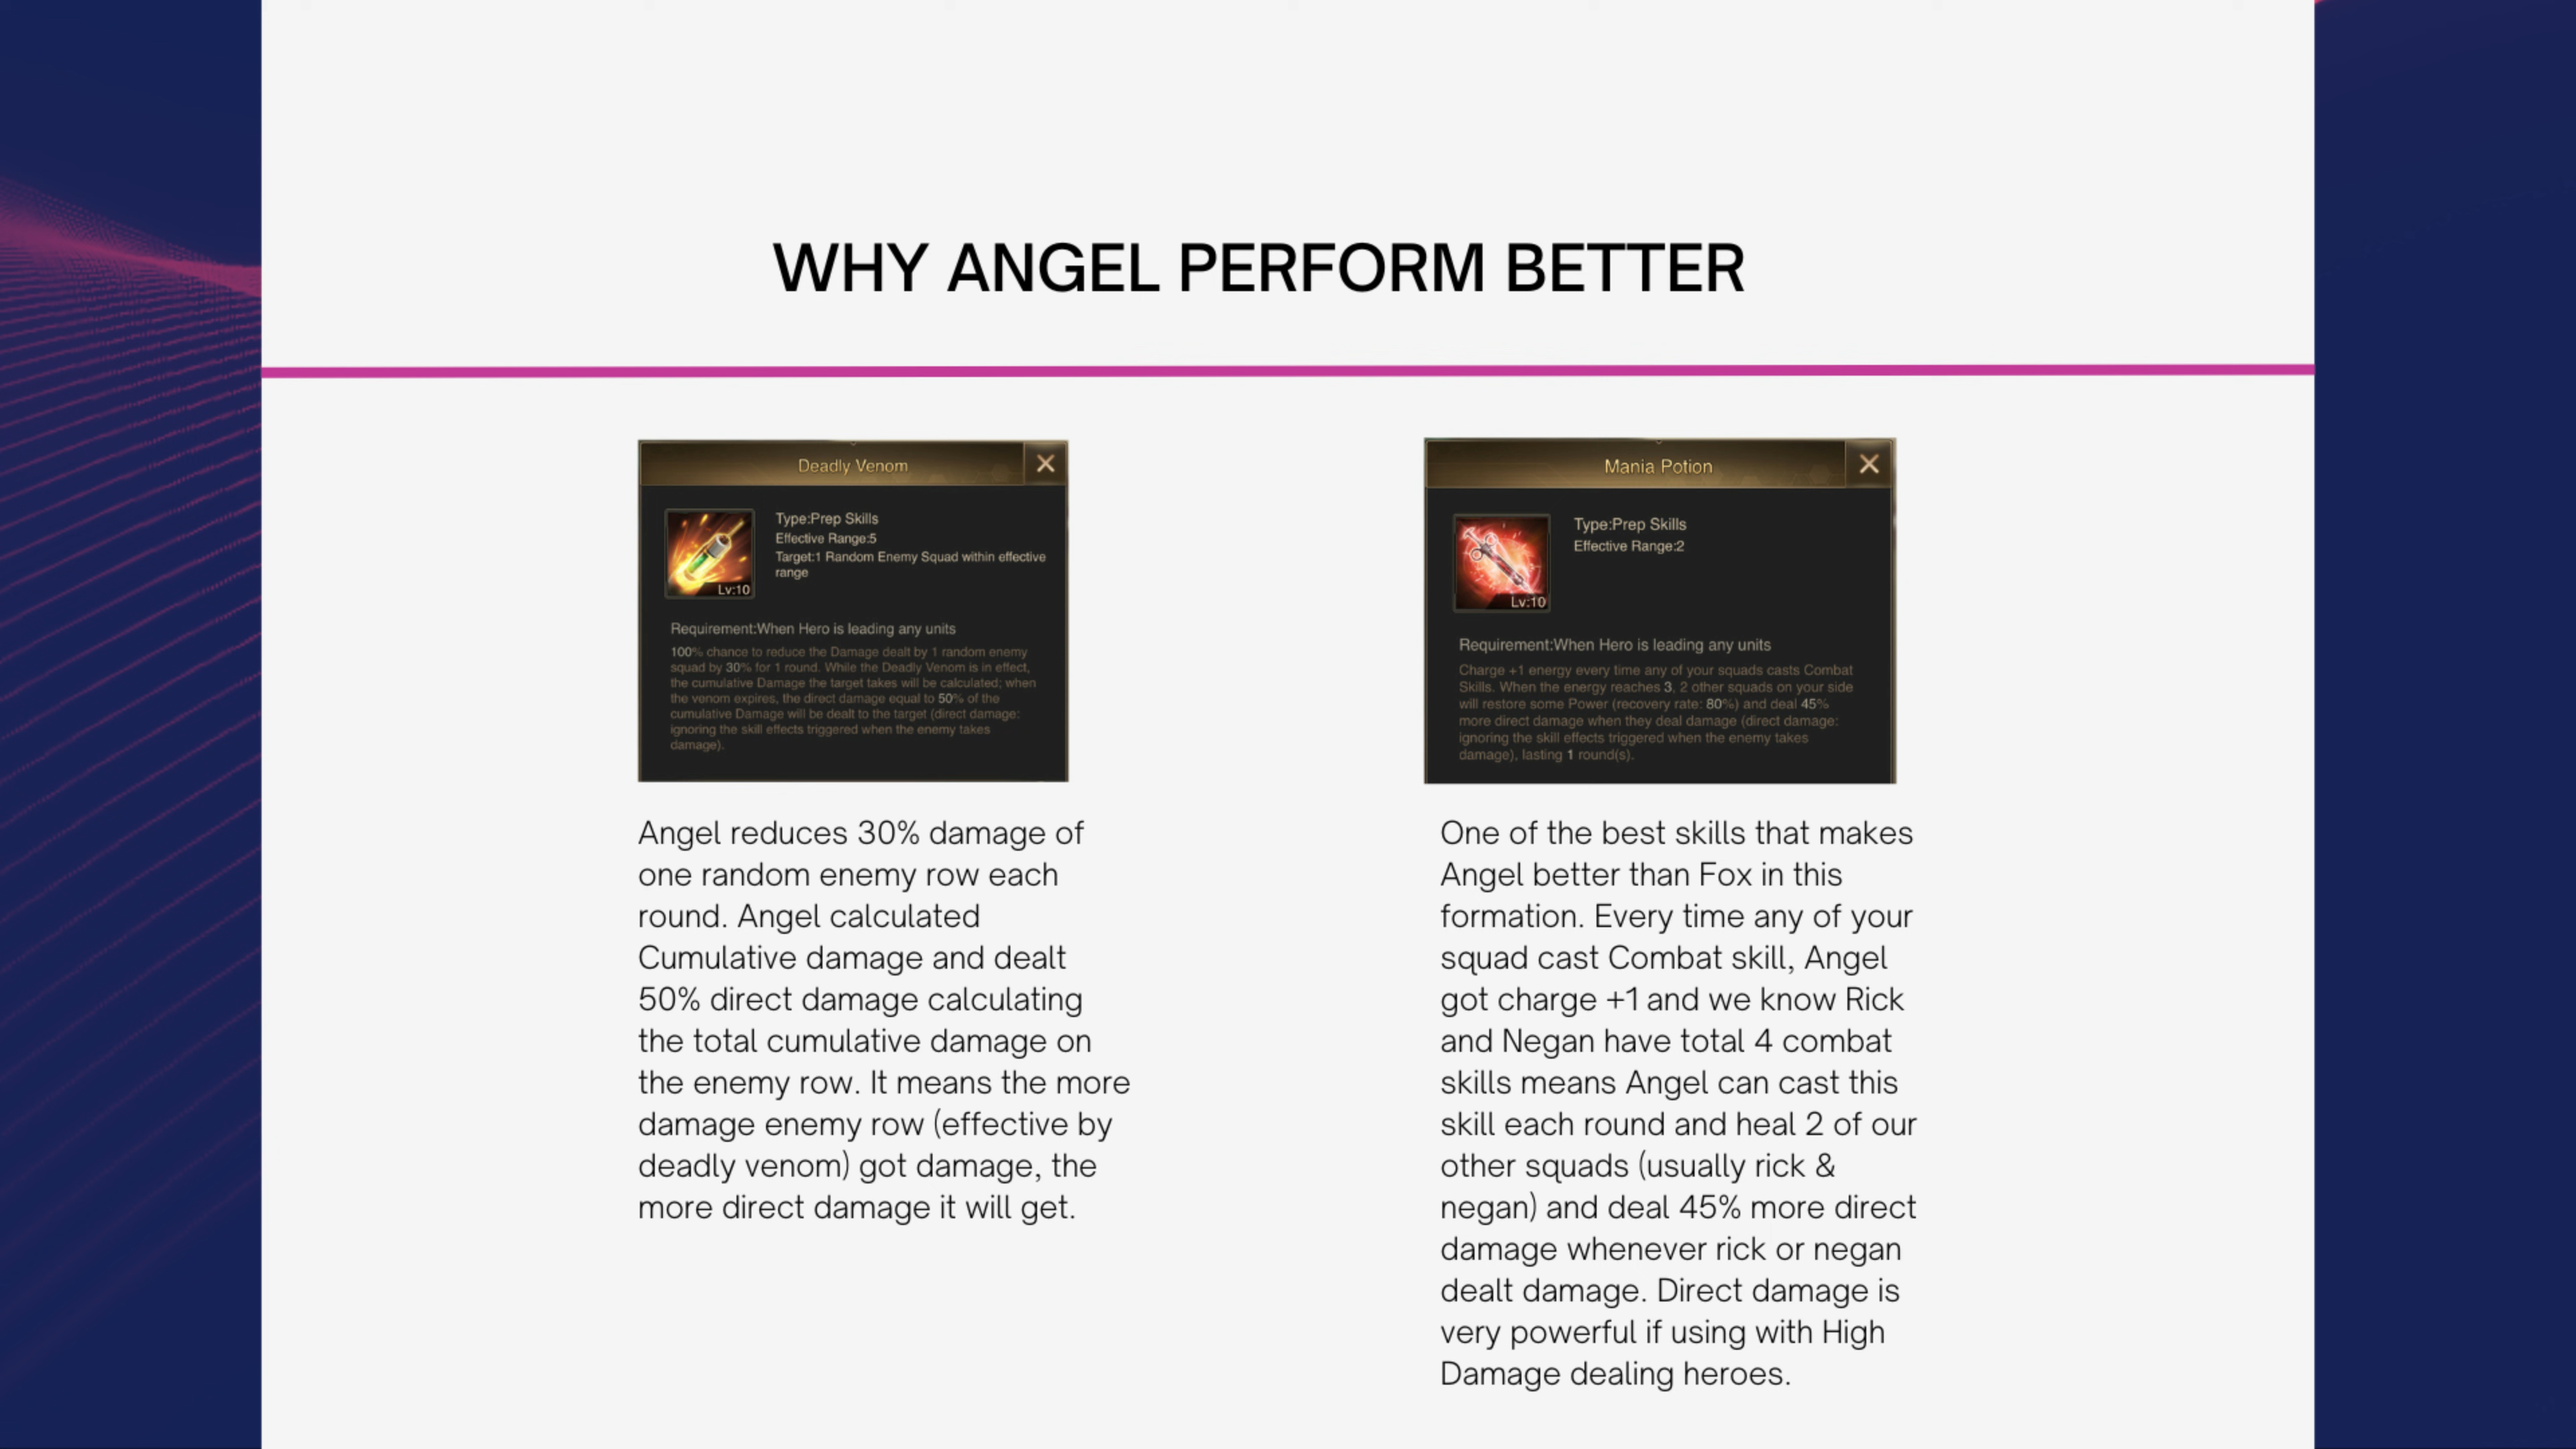 WHY ANGEL PERFORM BETTER
Deadly Venom
Type:Prep Skills
Effective Range:5
Target:1 Random Enemy Squad within effective
range
Lv:10
Requirement:When Hero is leading any units
100% chance to reduce the Damage dealt by 1 random enemy
squad by 30% for 1 round. While the Deadly Venom is in effect,
the cumulative Damage the target takes will be calculated; when
the venom expires, the direct damage equal to 50% of the
cumulative Damage will be dealt to the target (direct damage:
ignoring the skill effects triggered when the enemy takes
damage).
Angel reduces 30% damage of
one random enemy row each
round. Angel calculated
Cumulative damage and dealt
50% direct damage calculating
the total cumulative damage on
the enemy row. It means the more
damage enemy row (effective by
deadly venom) got damage, the
more direct damage it will get.
Mania Potion
Type:Prep Skills
Effective Range:2
Lv:10
Requirement:When Hero is leading any units
Charge +1 energy every time any of your squads casts Combat
Skills. When the energy reaches 3, 2 other squads on your side
will restore some Power (recovery rate: 80%) and deal 45%
more direct damage when they deal damage (direct damage:
ignoring the skill effects triggered when the enemy takes
damage), lasting 1 round(s).
One of the best skills that makes
Angel better than Fox in this
formation. Every time any of your
squad cast Combat skill, Angel
got charge +1 and we know Rick
and Negan have total 4 combat
skills means Angel can cast this
skill each round and heal 2 of our
other squads (usually rick &
negan) and deal 45% more direct
damage whenever rick or negan
dealt damage. Direct damage is
very powerful if using with High
Damage dealing heroes.